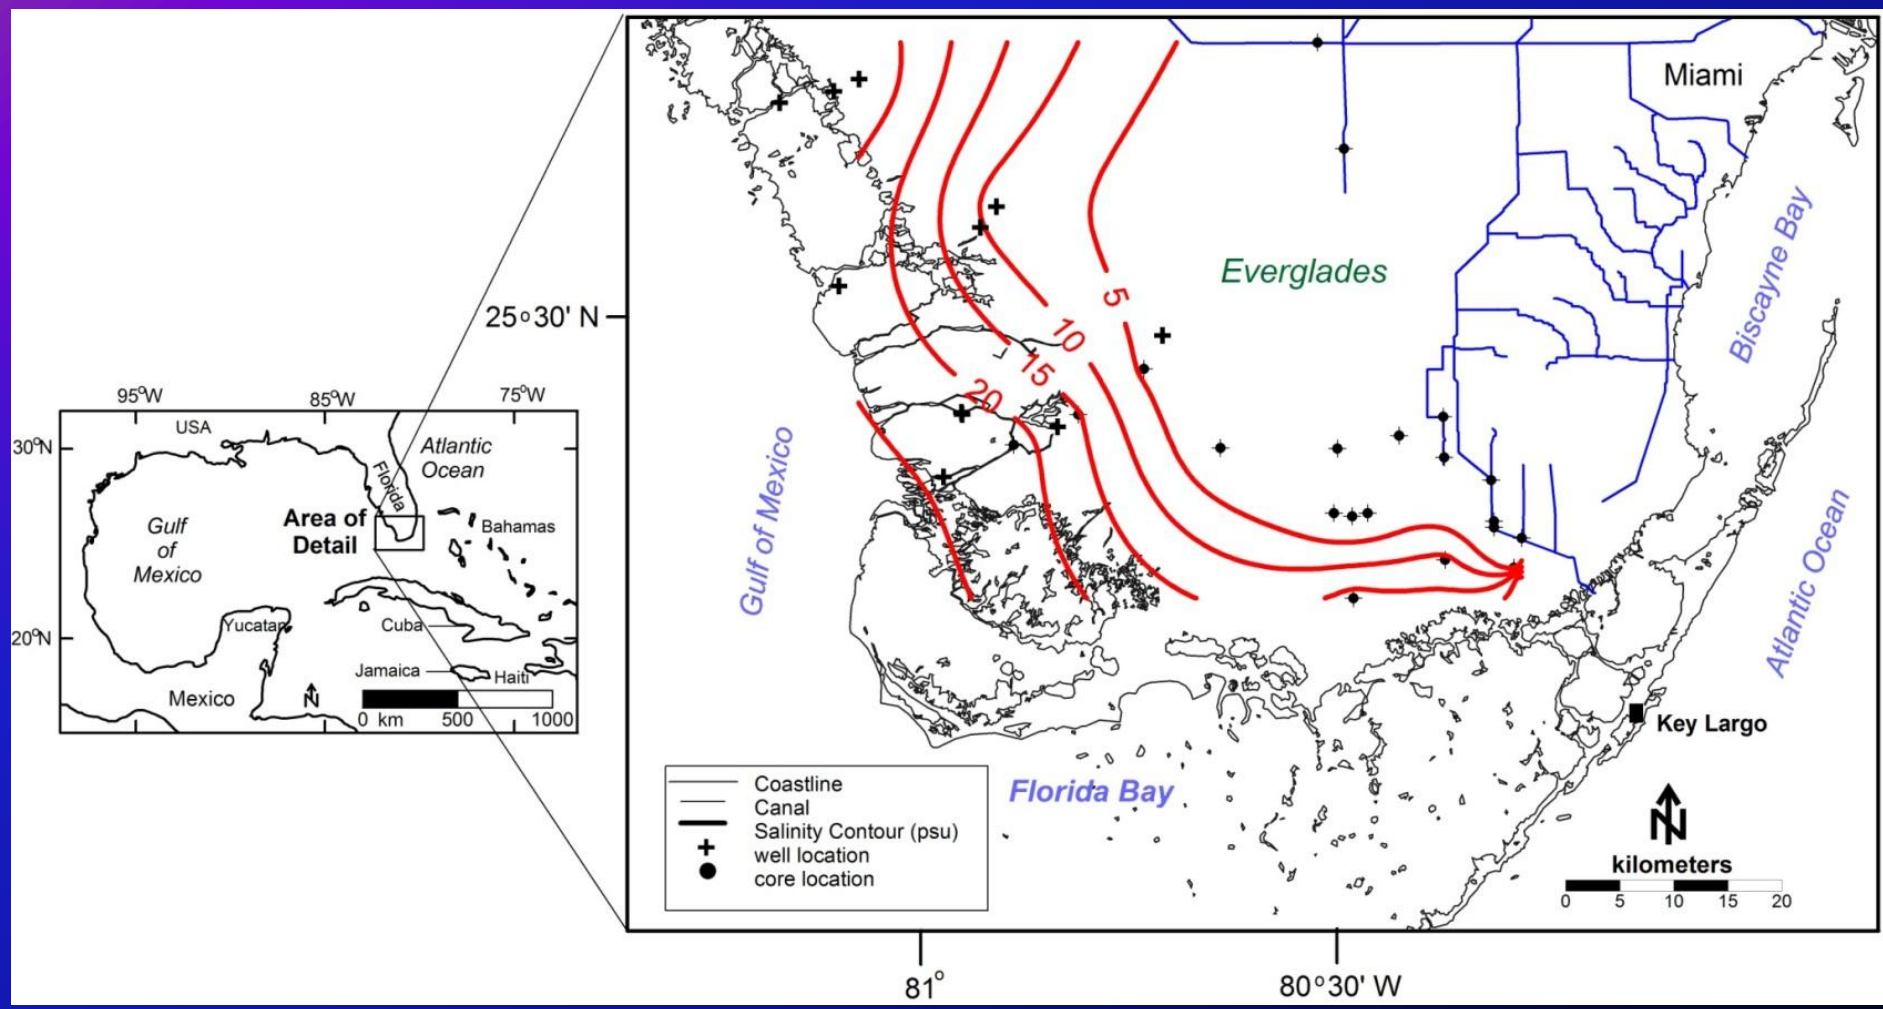 95°W
85°W
75°W
30°N
20°N
USA
Atlantic
Ocean
Florida
Gulf
of
Mexico
Area of
Detail
Bahamas
Yucatan
Cuba
Jamaica
Haiti
Mexico
N
0 km 500 1000
25°30' N
Miami
Everglades
Biscayne Bay
Atlantic Ocean
Gulf of Mexico
5
10
15
20
Key Largo
Florida Bay
Coastline
Canal
Salinity Contour (psu)
well location
core location
N
kilometers
0 5 10 15 20
81°
80°30' W